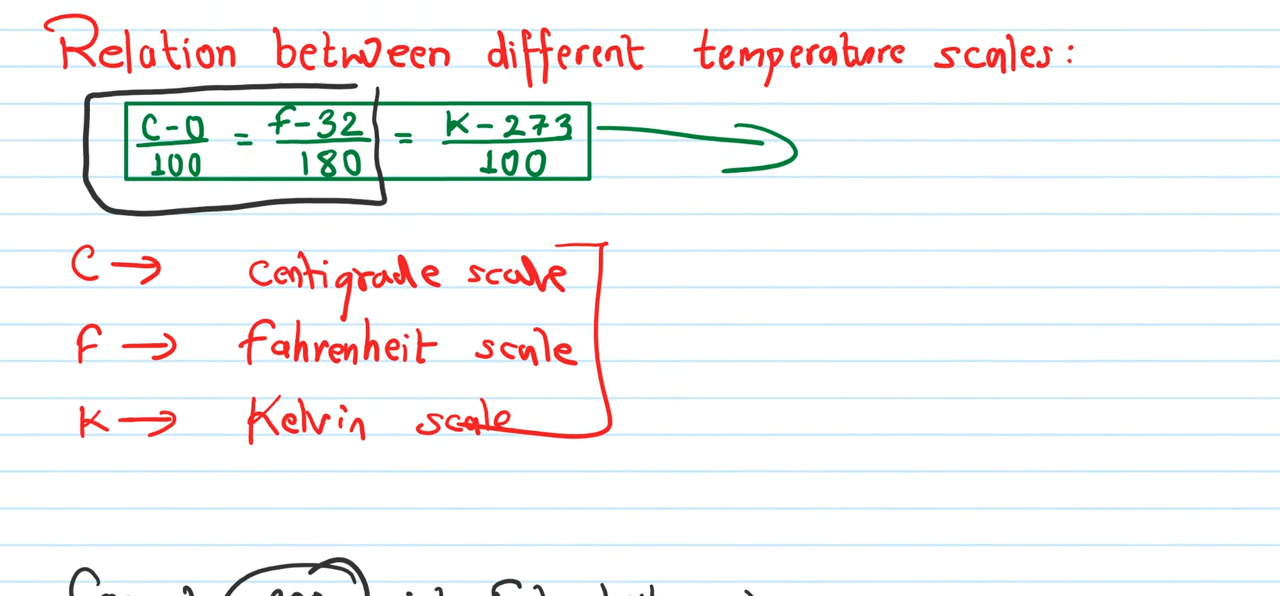 Relation between different temperature scales:
C-0/100 = F-32/180 = K-273/100
C → Centigrade scale
F → Fahrenheit scale
K → Kelvin scale